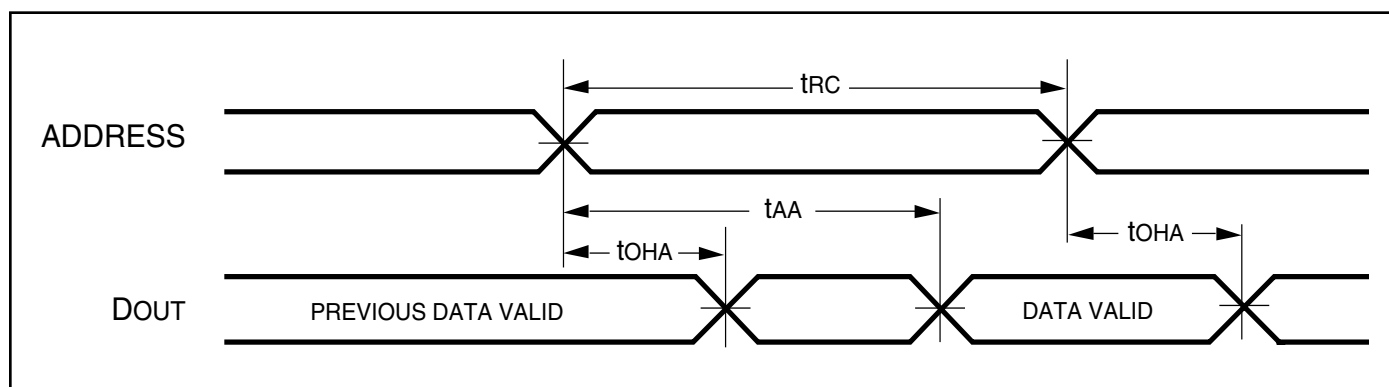 tRC
ADDRESS
tAA
tOHA
tOHA
DOUT
PREVIOUS DATA VALID
DATA VALID